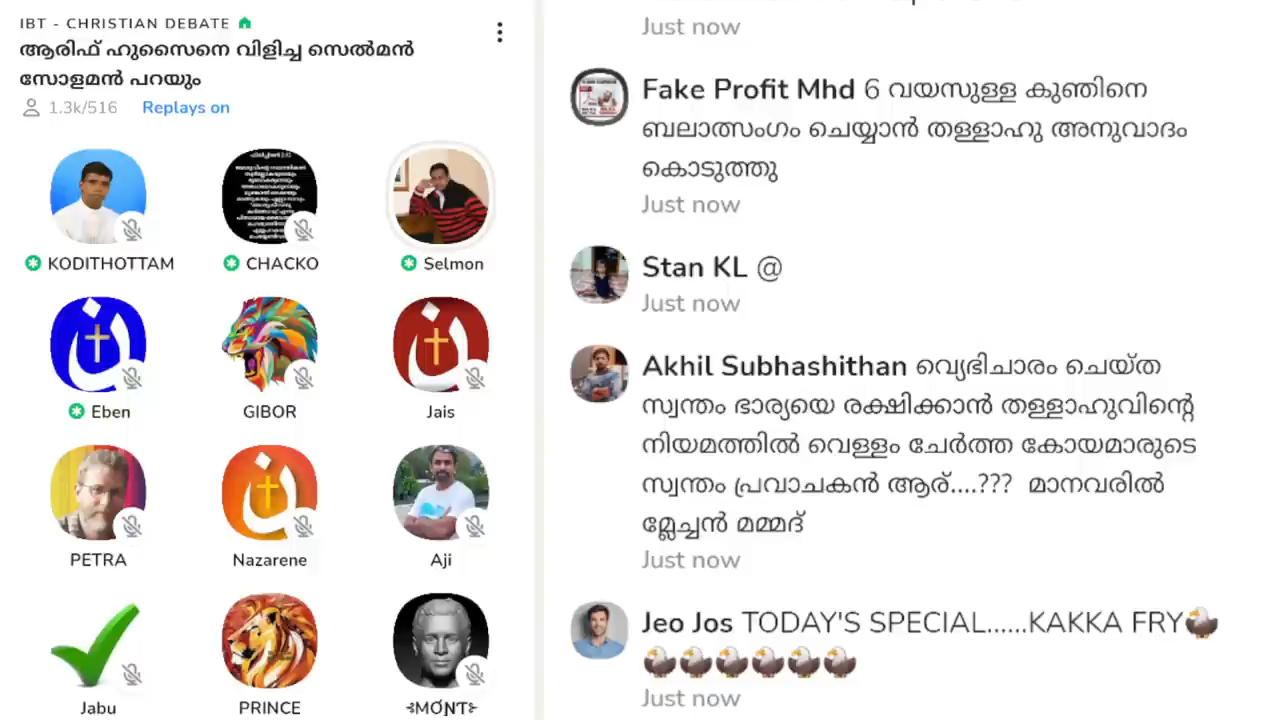 IBT - CHRISTIAN DEBATE
ആരിഫ് ഹുസൈനെ വിളിച്ച സെൽമൻ
സോളമൻ പറയും
1.3k/516 Replays on
KODITHOTTAM CHACKO Selmon
Eben GIBOR Jais
PETRA Nazarene Aji
Jabu PRINCE ⊰MƠƝƬ⊱
Just now
Fake Profit Mhd 6 വയസുള്ള കുഞിനെ
ബലാത്സംഗം ചെയ്യാൻ തള്ളാഹു അനുവാദം
കൊടുത്തു
Just now
Stan KL @
Just now
Akhil Subhashithan വ്യെഭിചാരം ചെയ്ത
സ്വന്തം ഭാര്യയെ രക്ഷിക്കാൻ തള്ളാഹുവിന്റെ
നിയമത്തിൽ വെള്ളം ചേർത്ത കോയമാരുടെ
സ്വന്തം പ്രവാചകൻ ആര്....??? മാനവരിൽ
മ്ലേച്ചൻ മമ്മദ്
Just now
Jeo Jos TODAY'S SPECIAL......KAKKA FRY🦅
🦅🦅🦅🦅🦅🦅
Just now